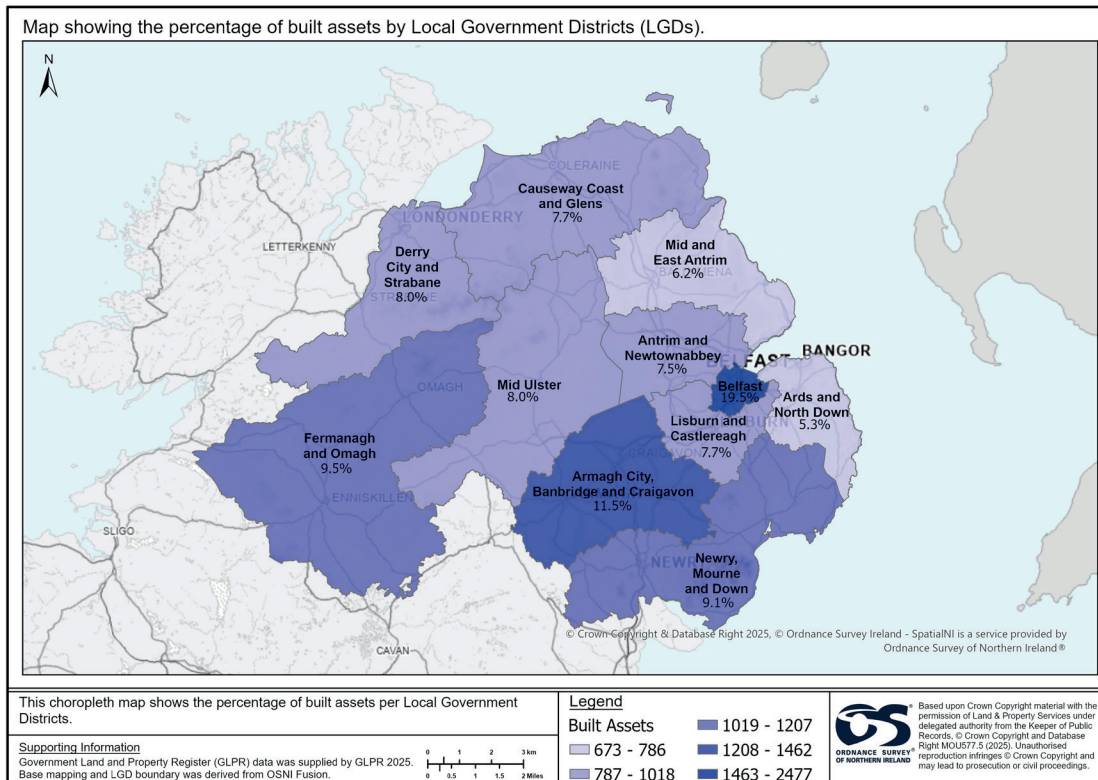 Map showing the percentage of built assets by Local Government Districts (LGDs).
N
COLERAINE
Causeway Coast
and Glens
7.7%
LONDONDERRY
LETTERKENNY
Derry
City and
Strabane
8.0%
Mid and
East Antrim
6.2%
Antrim and
Newtownabbey
7.5%
BANGOR
BELFAST
Belfast
19.5%
OMAGH
Mid Ulster
8.0%
Ards and
North Down
5.3%
Lisburn and
Castlereagh
7.7%
Fermanagh
and Omagh
9.5%
CRAIGAVON
Armagh City,
Banbridge and Craigavon
11.5%
ENNISKILLEN
SLIGO
Newry,
Mourne
and Down
9.1%
CAVAN
© Crown Copyright & Database Right 2025, © Ordnance Survey Ireland - SpatialNI is a service provided by
Ordnance Survey of Northern Ireland®
This choropleth map shows the percentage of built assets per Local Government
Districts.
Supporting Information
Government Land and Property Register (GLPR) data was supplied by GLPR 2025.
Base mapping and LGD boundary was derived from OSNI Fusion.
0 1 2 3 km
0 0.5 1 2 Miles
Legend
Built Assets
673 - 786
787 - 1018
1019 - 1207
1208 - 1462
1463 - 2477
OS®
ORDNANCE SURVEY®
OF NORTHERN IRELAND
Based upon Crown Copyright material with the
permission of Land & Property Services under
delegated authority from the Keeper of Public
Records, © Crown Copyright and Database
Right MOU577.5 (2025). Unauthorised
reproduction infringes © Crown Copyright and
may lead to prosecution or civil proceedings.